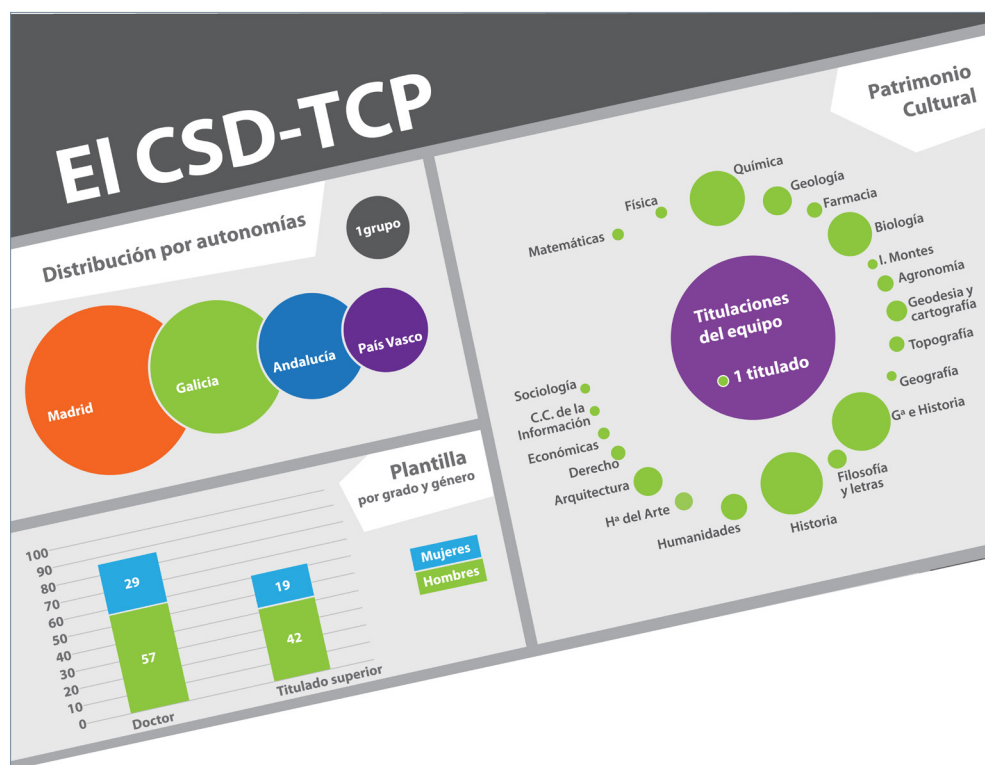 El CSD-TCP
Distribución por autonomías
1grupo
Madrid
Galicia
Andalucía
País Vasco
Plantilla
por grado y género
Mujeres
Hombres
100
90
80
70
60
50
40
30
20
10
0
29
57
Doctor
19
42
Titulado superior
Patrimonio
Cultural
Titulaciones
del equipo
1 titulado
Matemáticas
Física
Química
Geología
Farmacia
Biología
I. Montes
Agronomía
Geodesia y
cartografía
Topografía
Geografía
Gª e Historia
Filosofía
y letras
Historia
Humanidades
Hª del Arte
Arquitectura
Derecho
Económicas
C.C. de la
Información
Sociología